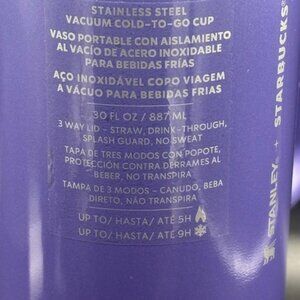 STAINLESS STEEL
VACUUM COLD-TO-GO CUP
VASO PORTABLE CON AISLAMIENTO
AL VACÍO DE ACERO INOXIDABLE
PARA BEBIDAS FRÍAS
AÇO INOXIDÁVEL COPO VIAGEM
A VÁCUO PARA BEBIDAS FRIAS
30 FL OZ / 887 ML
3 WAY LID - STRAW, DRINK-THROUGH,
SPLASH GUARD, NO SWEAT
TAPA DE TRES MODOS CON POPOTE,
PROTECCIÓN CONTRA DERRAMES AL
BEBER, NO TRANSPIRA
TAMPA DE 3 MODOS - CANUDO, BEBA
DIRETO, NÃO TRANSPIRA
UP TO/ HASTA/ ATÉ 5H
UP TO/ HASTA/ ATÉ 9H
STANLEY + STARBUCKS